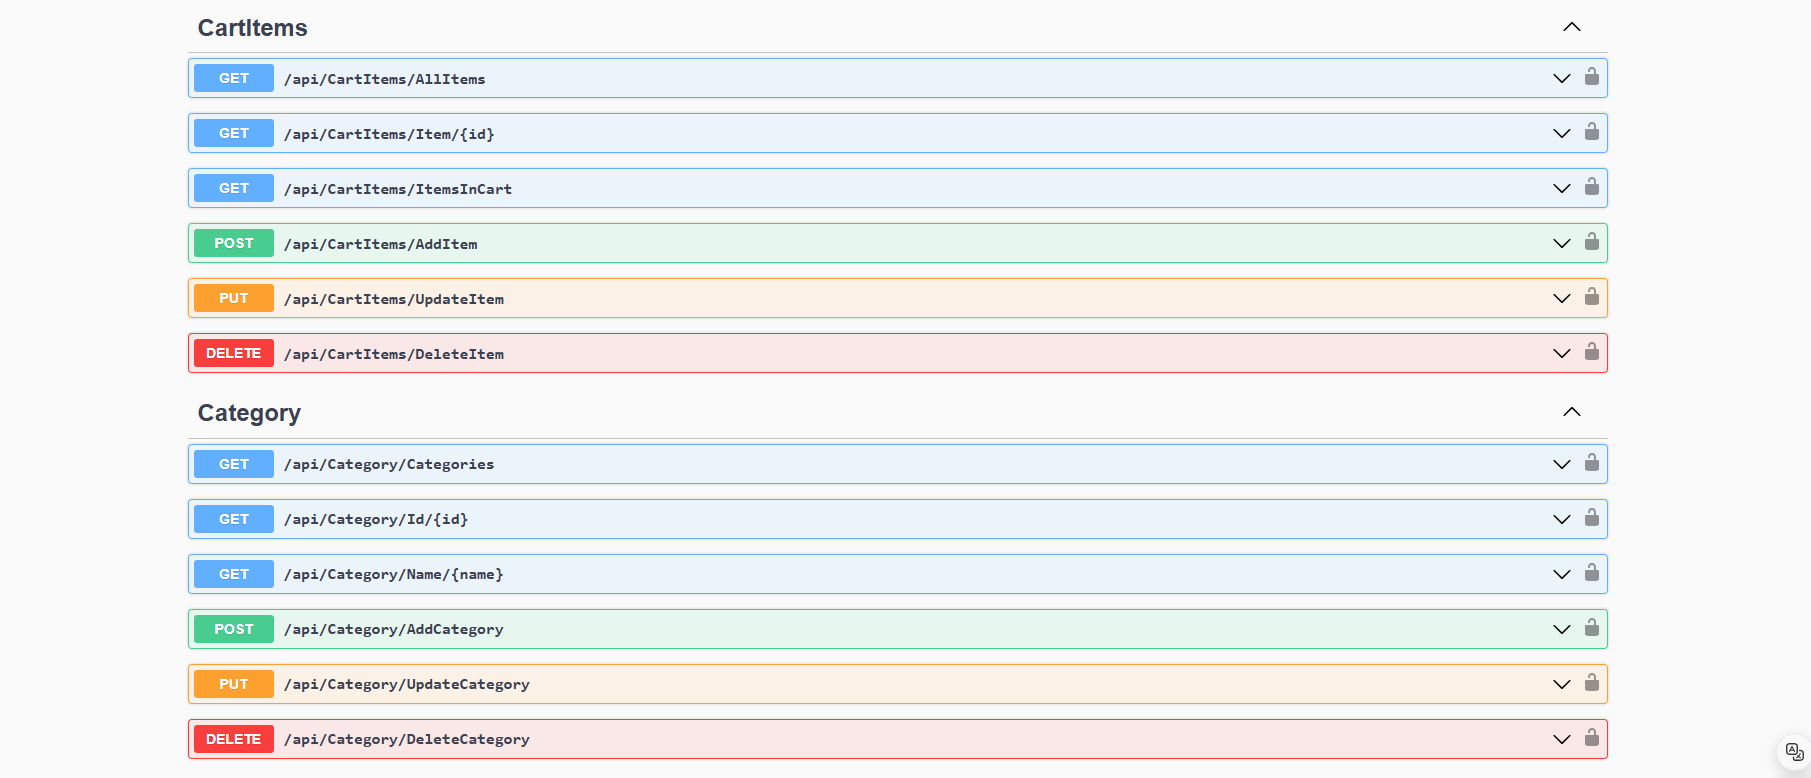 CartItems
GET /api/CartItems/AllItems
GET /api/CartItems/Item/{id}
GET /api/CartItems/ItemsInCart
POST /api/CartItems/AddItem
PUT /api/CartItems/UpdateItem
DELETE /api/CartItems/DeleteItem
Category
GET /api/Category/Categories
GET /api/Category/Id/{id}
GET /api/Category/Name/{name}
POST /api/Category/AddCategory
PUT /api/Category/UpdateCategory
DELETE /api/Category/DeleteCategory